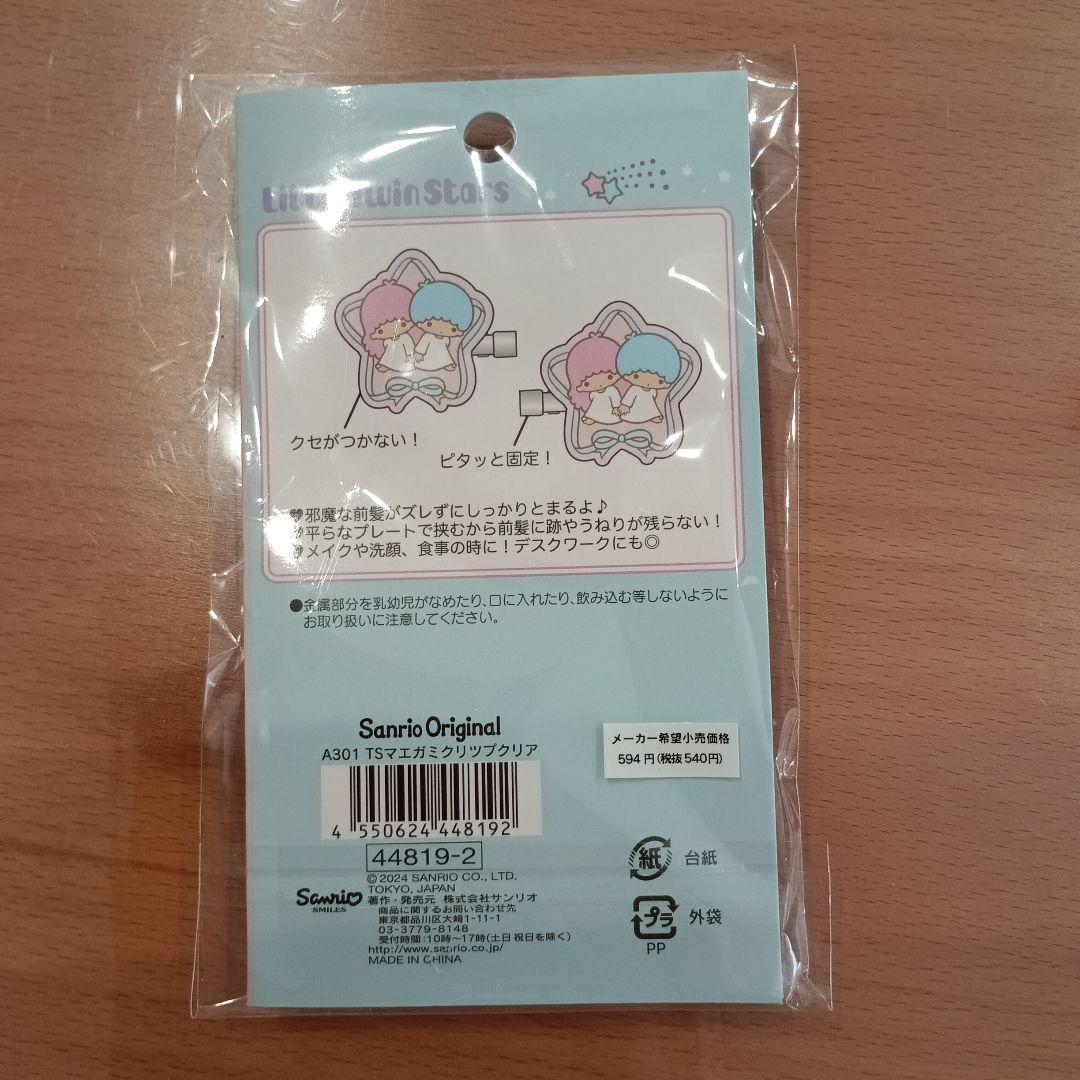 Little Twin Stars
クセがつかない！
ピタッと固定！
邪魔な前髪がズレずにしっかりとまるよ♪
平らなプレートで挟むから前髪に跡やうねりが残らない！
メイクや洗顔、食事の時に！デスクワークにも◎
●金属部分を乳幼児がなめたり、口に入れたり、飲み込む等しないように
お取り扱いに注意してください。
Sanrio Original
A301 TSマエガミクリツプクリア
メーカー希望小売価格
594円(税抜540円)
4 550624 448192
44819-2
©2024 SANRIO CO., LTD.
TOKYO, JAPAN
Sanrio
SMILES
著作・発売元 株式会社サンリオ
商品に関するお問い合わせ先
東京都品川区大崎1-11-1
03-3779-8148
受付時間:10時〜17時(土日祝日を除く)
http://www.sanrio.co.jp/
MADE IN CHINA
紙 台紙
プラ 外袋
PP